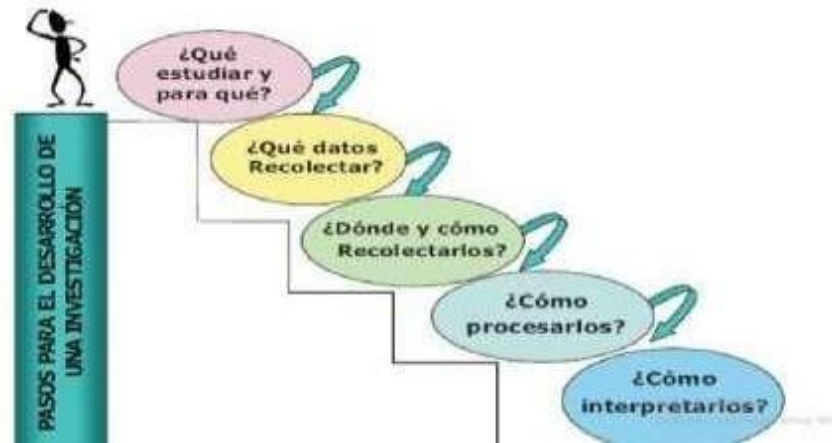 PASOS PARA EL DESARROLLO DE
UNA INVESTIGACIÓN
¿Qué
estudiar y
para qué?
¿Qué datos
Recolectar?
¿Dónde y cómo
Recolectarlos?
¿Cómo
procesarlos?
¿Cómo
interpretarlos?